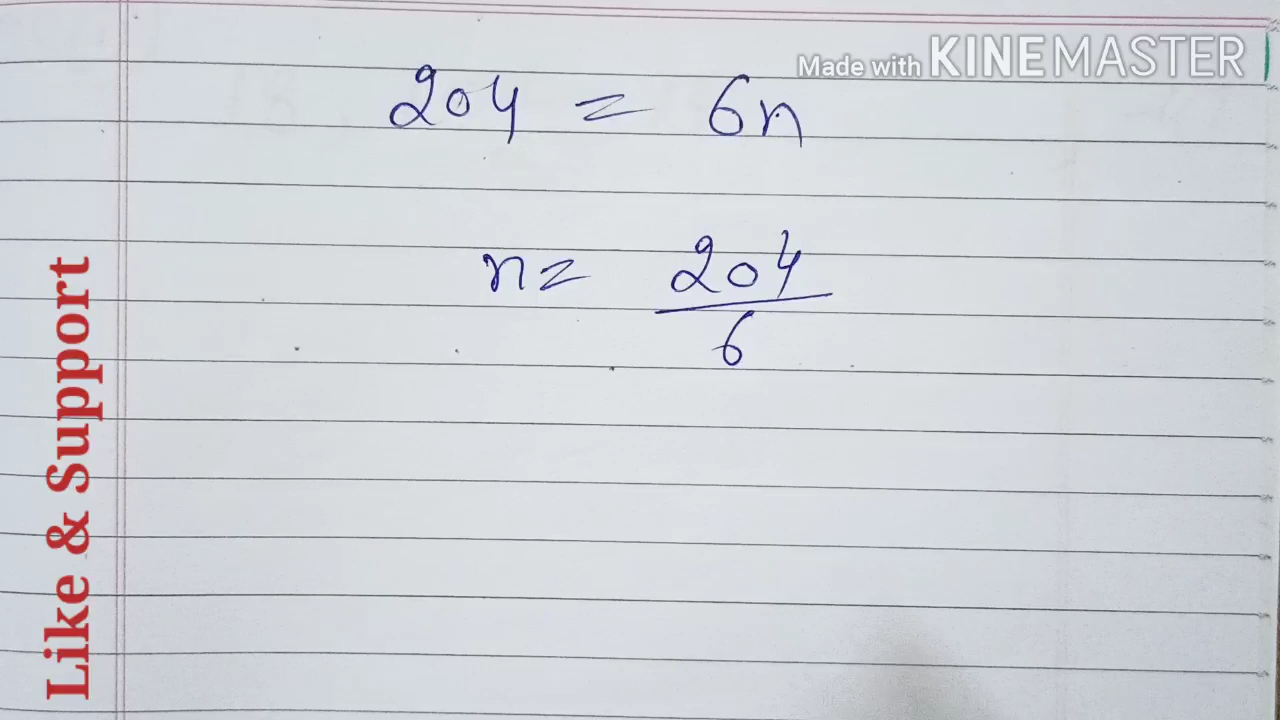 Made with KINEMASTER
204 = 6n
n = 204
6
Like & Support